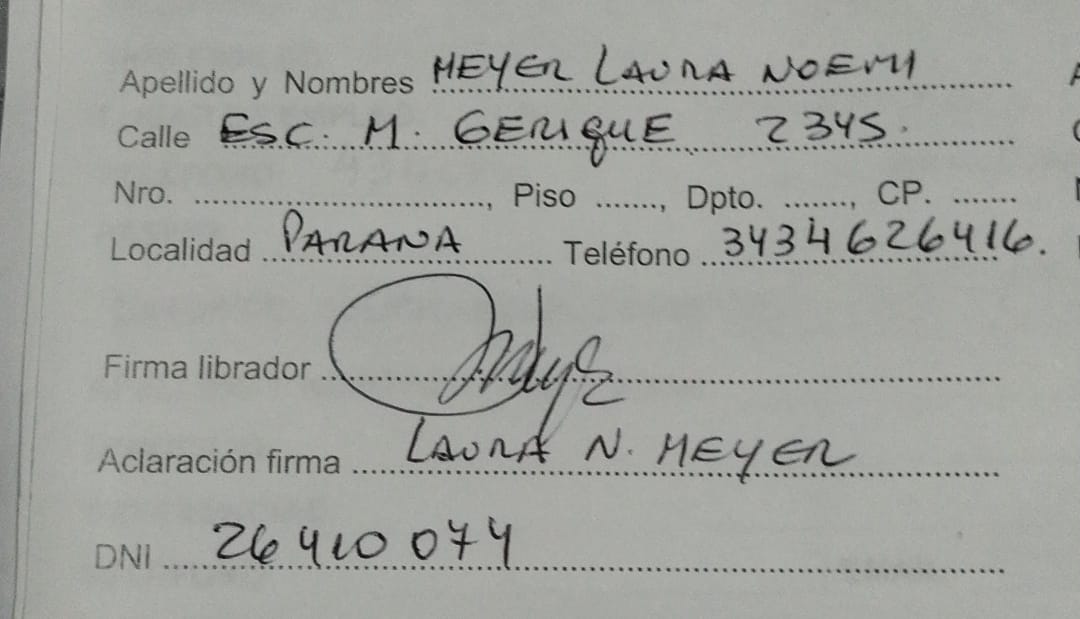 Apellido y Nombres MEYER LAURA NOEMI
Calle ESC. M. GERIQUE 2345.
Nro. ..............................., Piso ......., Dpto. ......., CP. .......
Localidad PARANA Teléfono 3434626416.
Firma librador
Aclaración firma LAURA N. MEYER
DNI 26410074